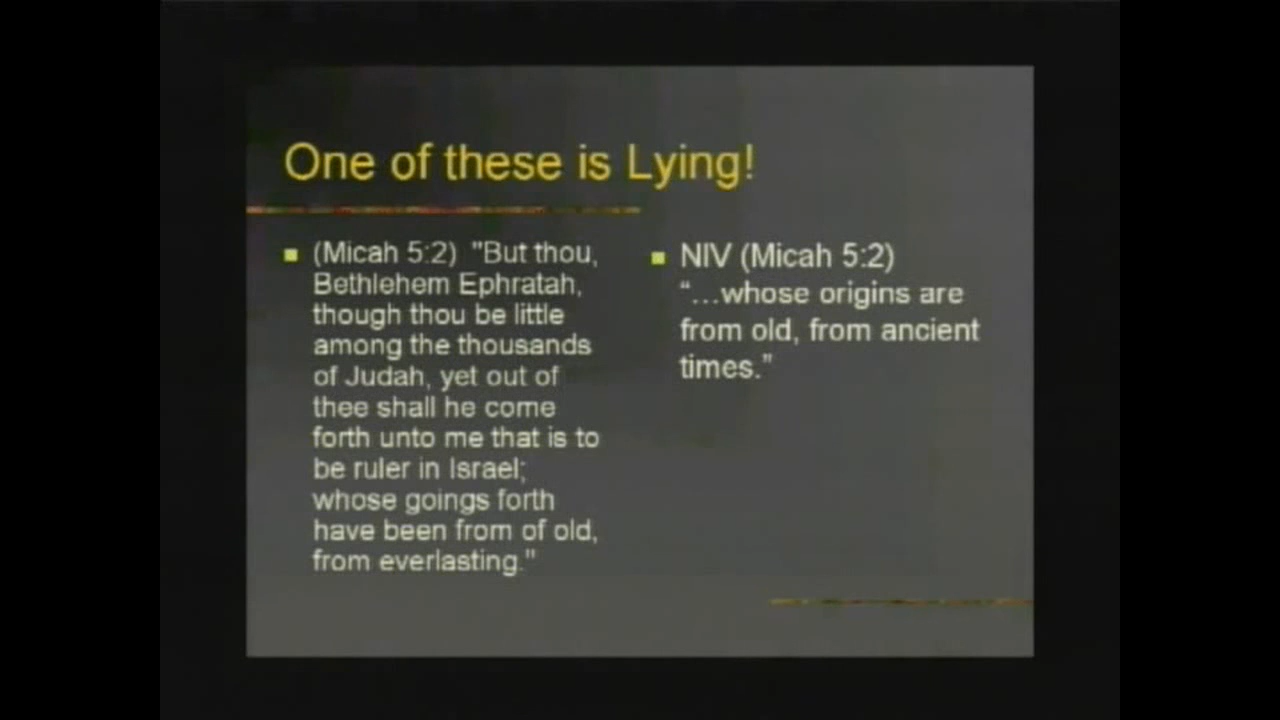 One of these is Lying!
(Micah 5:2) "But thou,
Bethlehem Ephratah,
though thou be little
among the thousands
of Judah, yet out of
thee shall he come
forth unto me that is to
be ruler in Israel;
whose goings forth
have been from of old,
from everlasting."
NIV (Micah 5:2)
“…whose origins are
from old, from ancient
times.”